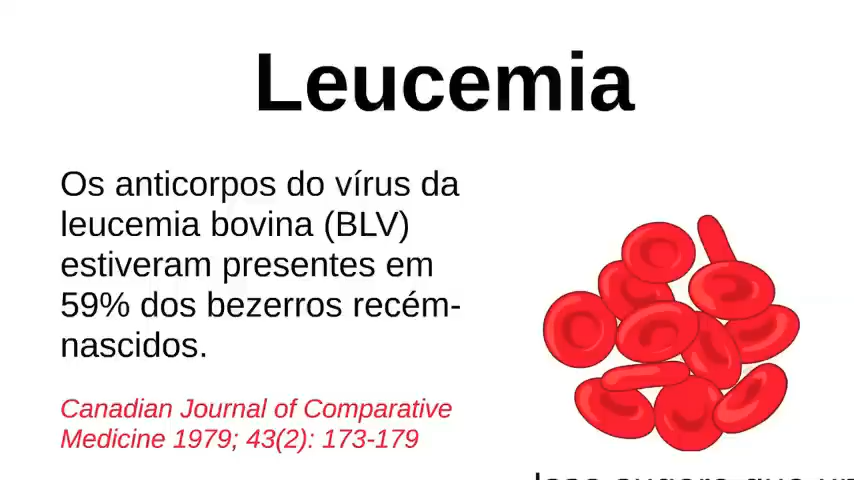 Leucemia
Os anticorpos do vírus da
leucemia bovina (BLV)
estiveram presentes em
59% dos bezerros recém-
nascidos.
Canadian Journal of Comparative
Medicine 1979; 43(2): 173-179